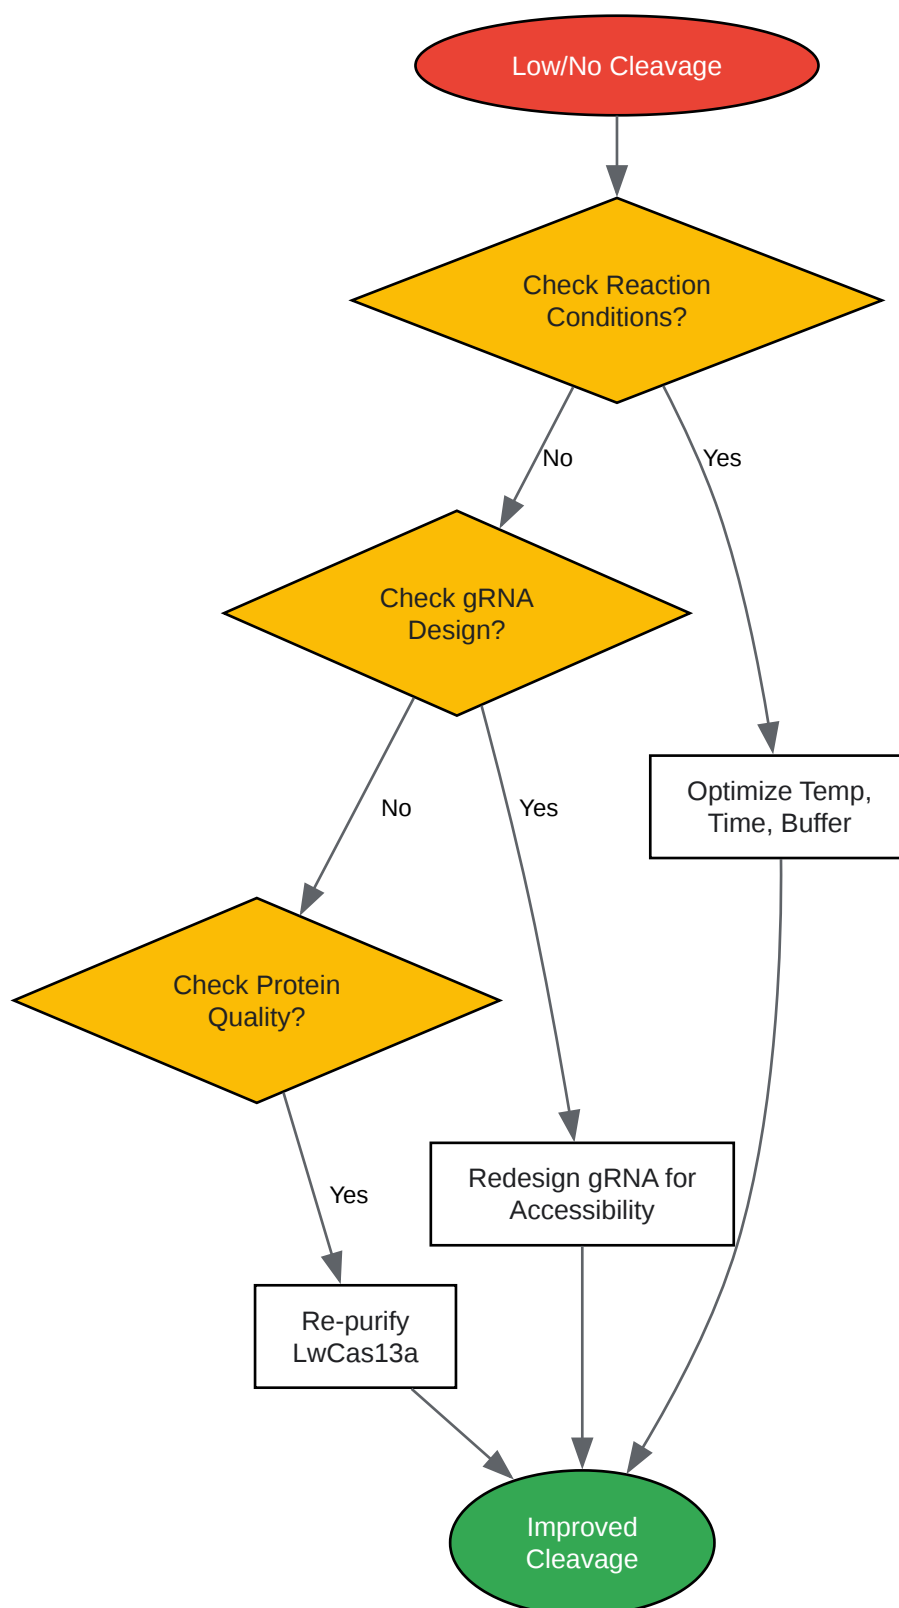 Low/No Cleavage
Check Reaction
Conditions?
No
Yes
Check gRNA
Design?
Optimize Temp,
Time, Buffer
No
Yes
Check Protein
Quality?
Redesign gRNA for
Accessibility
Yes
Re-purify
LwCas13a
Improved
Cleavage